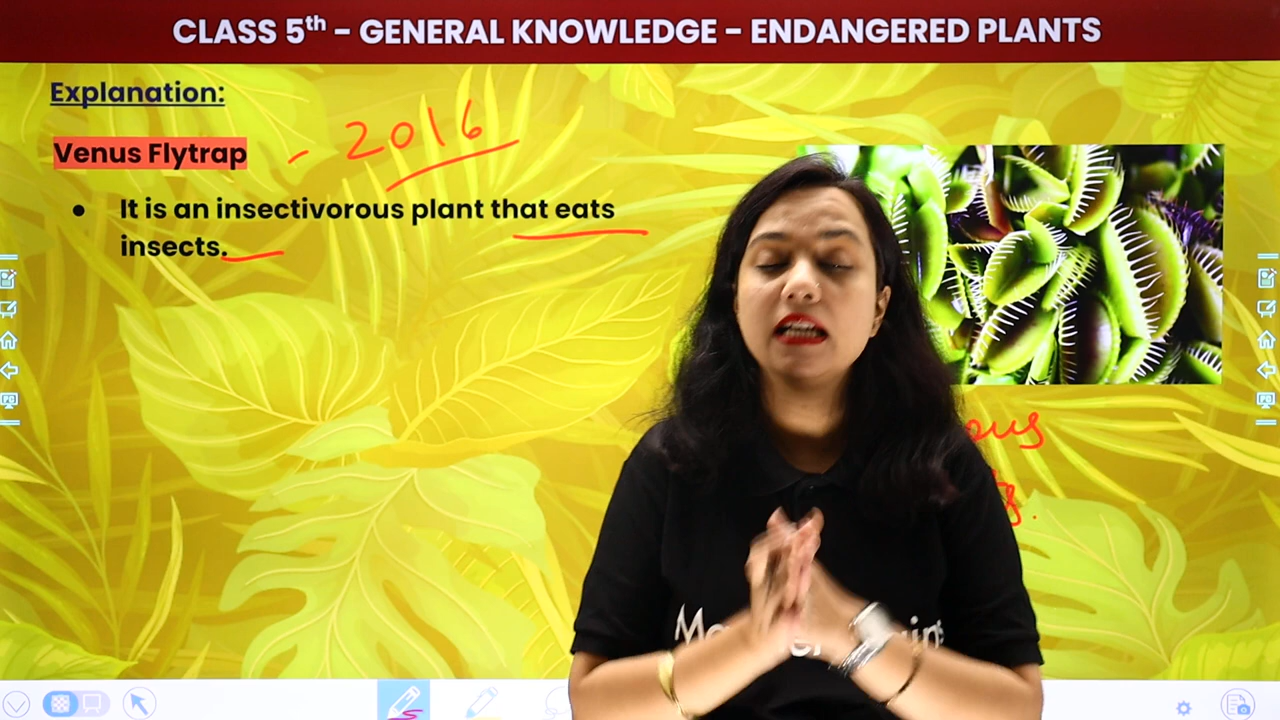 CLASS 5th - GENERAL KNOWLEDGE - ENDANGERED PLANTS
Explanation:
Venus Flytrap - 2016
● It is an insectivorous plant that eats
insects.